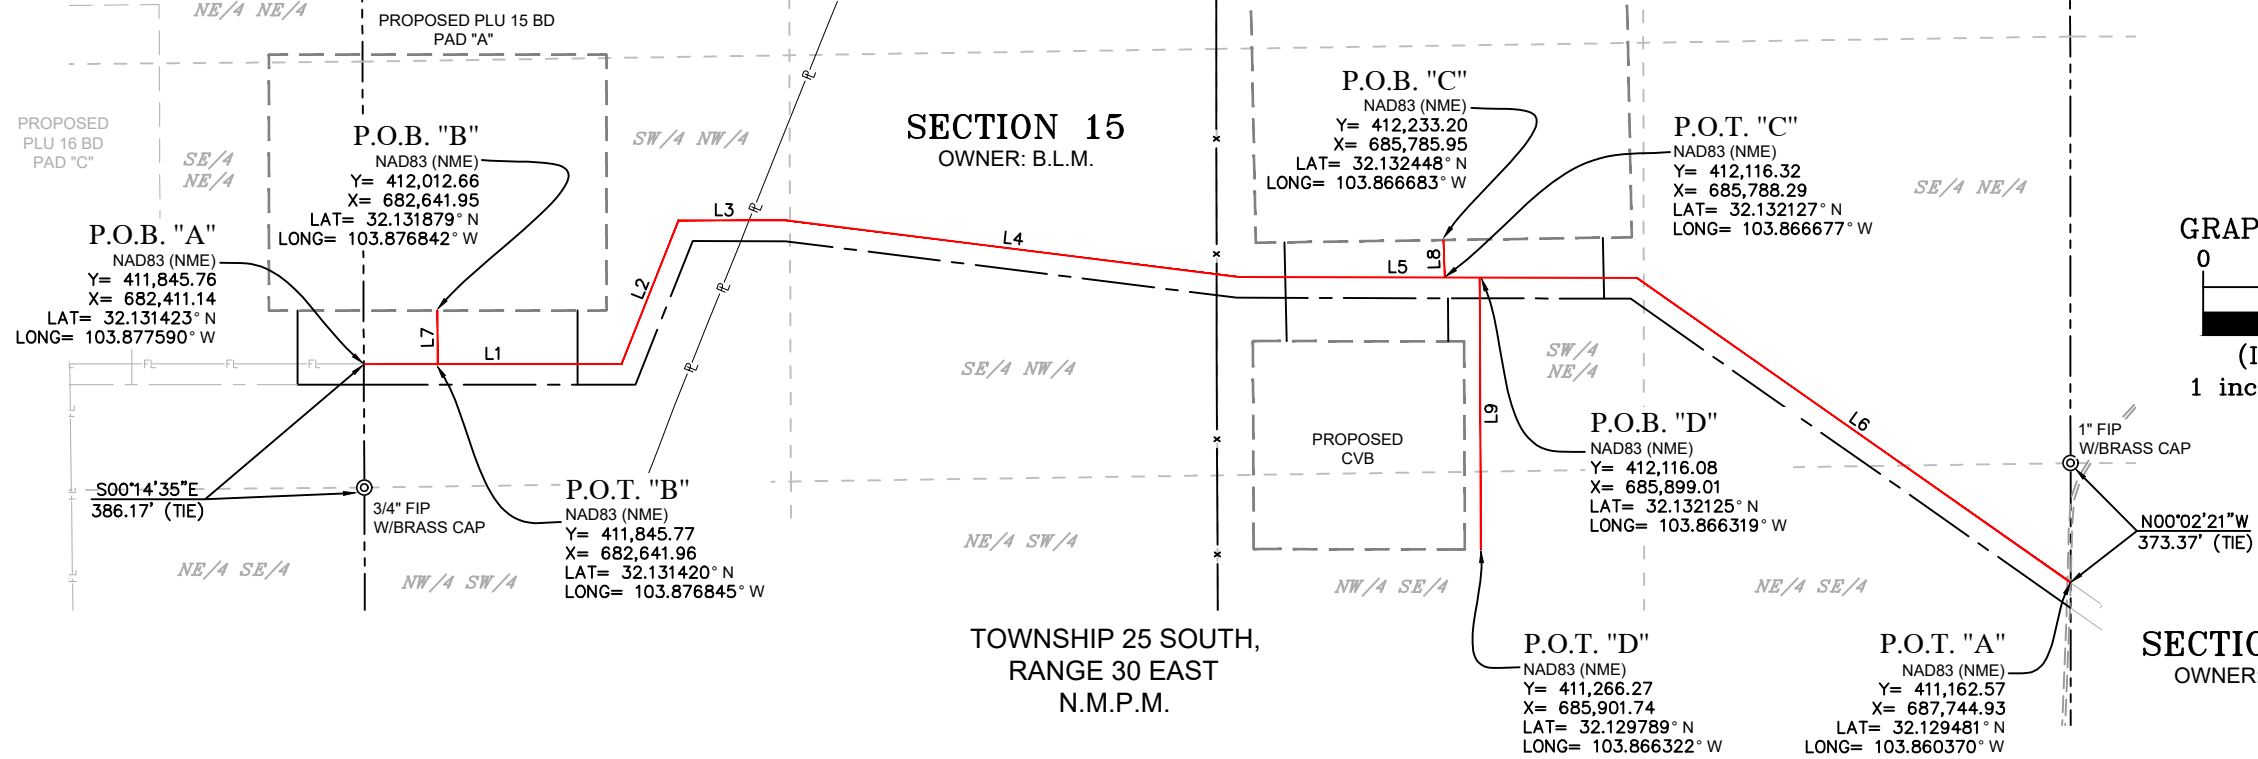 NE/4 NE/4
PROPOSED PLU 15 BD
PAD "A"
PROPOSED
PLU 16 BD
PAD "C"
SE/4
NE/4
P.O.B. "B"
NAD83 (NME)
Y= 412,012.66
X= 682,641.95
LAT= 32.131879° N
LONG= 103.876842° W
P.O.B. "A"
NAD83 (NME)
Y= 411,845.76
X= 682,411.14
LAT= 32.131423° N
LONG= 103.877590° W
SW/4 NW/4
PL
PL
PL
PL
SECTION 15
OWNER: B.L.M.
P.O.B. "C"
NAD83 (NME)
Y= 412,233.20
X= 685,785.95
LAT= 32.132448° N
LONG= 103.866683° W
P.O.T. "C"
NAD83 (NME)
Y= 412,116.32
X= 685,788.29
LAT= 32.132127° N
LONG= 103.866677° W
SE/4 NE/4
GRAP
0
(I
1 inc
L1
L2
L3
L4
L5
L6
L7
L8
L9
FL
FL
FL
FL
FL
FL
SE/4 NW/4
SW/4
NE/4
PROPOSED
CVB
P.O.B. "D"
NAD83 (NME)
Y= 412,116.08
X= 685,899.01
LAT= 32.132125° N
LONG= 103.866319° W
1" FIP
W/BRASS CAP
S00°14'35"E
386.17' (TIE)
3/4" FIP
W/BRASS CAP
P.O.T. "B"
NAD83 (NME)
Y= 411,845.77
X= 682,641.96
LAT= 32.131420° N
LONG= 103.876845° W
N00°02'21"W
373.37' (TIE)
NE/4 SE/4
NW/4 SW/4
NE/4 SW/4
NW/4 SE/4
NE/4 SE/4
TOWNSHIP 25 SOUTH,
RANGE 30 EAST
N.M.P.M.
P.O.T. "D"
NAD83 (NME)
Y= 411,266.27
X= 685,901.74
LAT= 32.129789° N
LONG= 103.866322° W
P.O.T. "A"
NAD83 (NME)
Y= 411,162.57
X= 687,744.93
LAT= 32.129481° N
LONG= 103.860370° W
SECTIO
OWNER: